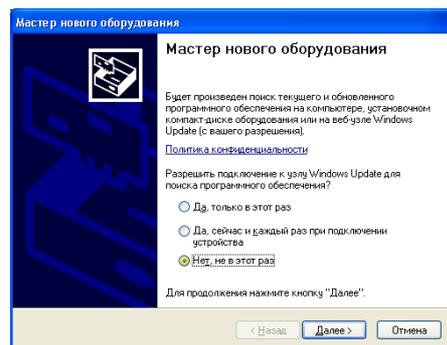 Мастер нового оборудования
Мастер нового оборудования
Будет произведен поиск текущего и обновленного
программного обеспечения на компьютере, установочном
компакт-диске оборудования или на веб-узле Windows
Update (с вашего разрешения).
Политика конфиденциальности
Разрешить подключение к узлу Windows Update для
поиска программного обеспечения?
Да, только в этот раз
Да, сейчас и каждый раз при подключении
устройства
Нет, не в этот раз
Для продолжения нажмите кнопку "Далее".
< Назад Далее > Отмена